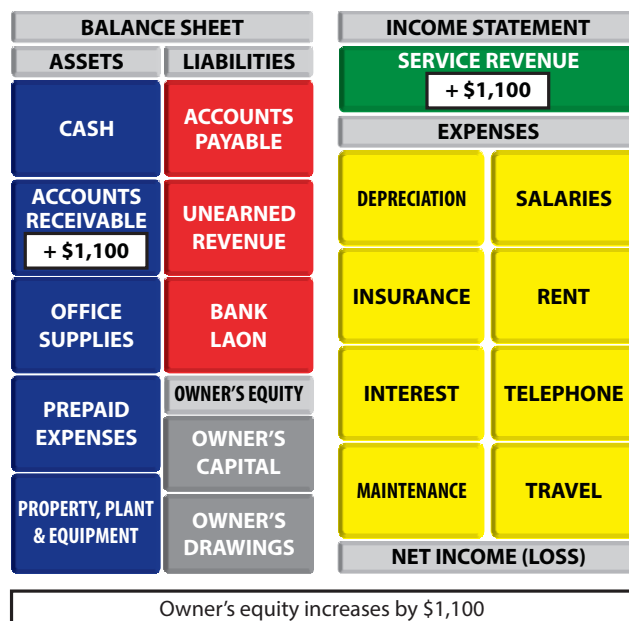 BALANCE SHEET
ASSETS
LIABILITIES
CASH
ACCOUNTS
PAYABLE
ACCOUNTS
RECEIVABLE
+ $1,100
UNEARNED
REVENUE
OFFICE
SUPPLIES
BANK
LAON
PREPAID
EXPENSES
OWNER'S EQUITY
OWNER'S
CAPITAL
PROPERTY, PLANT
& EQUIPMENT
OWNER'S
DRAWINGS
INCOME STATEMENT
SERVICE REVENUE
+ $1,100
EXPENSES
DEPRECIATION
SALARIES
INSURANCE
RENT
INTEREST
TELEPHONE
MAINTENANCE
TRAVEL
NET INCOME (LOSS)
Owner's equity increases by $1,100